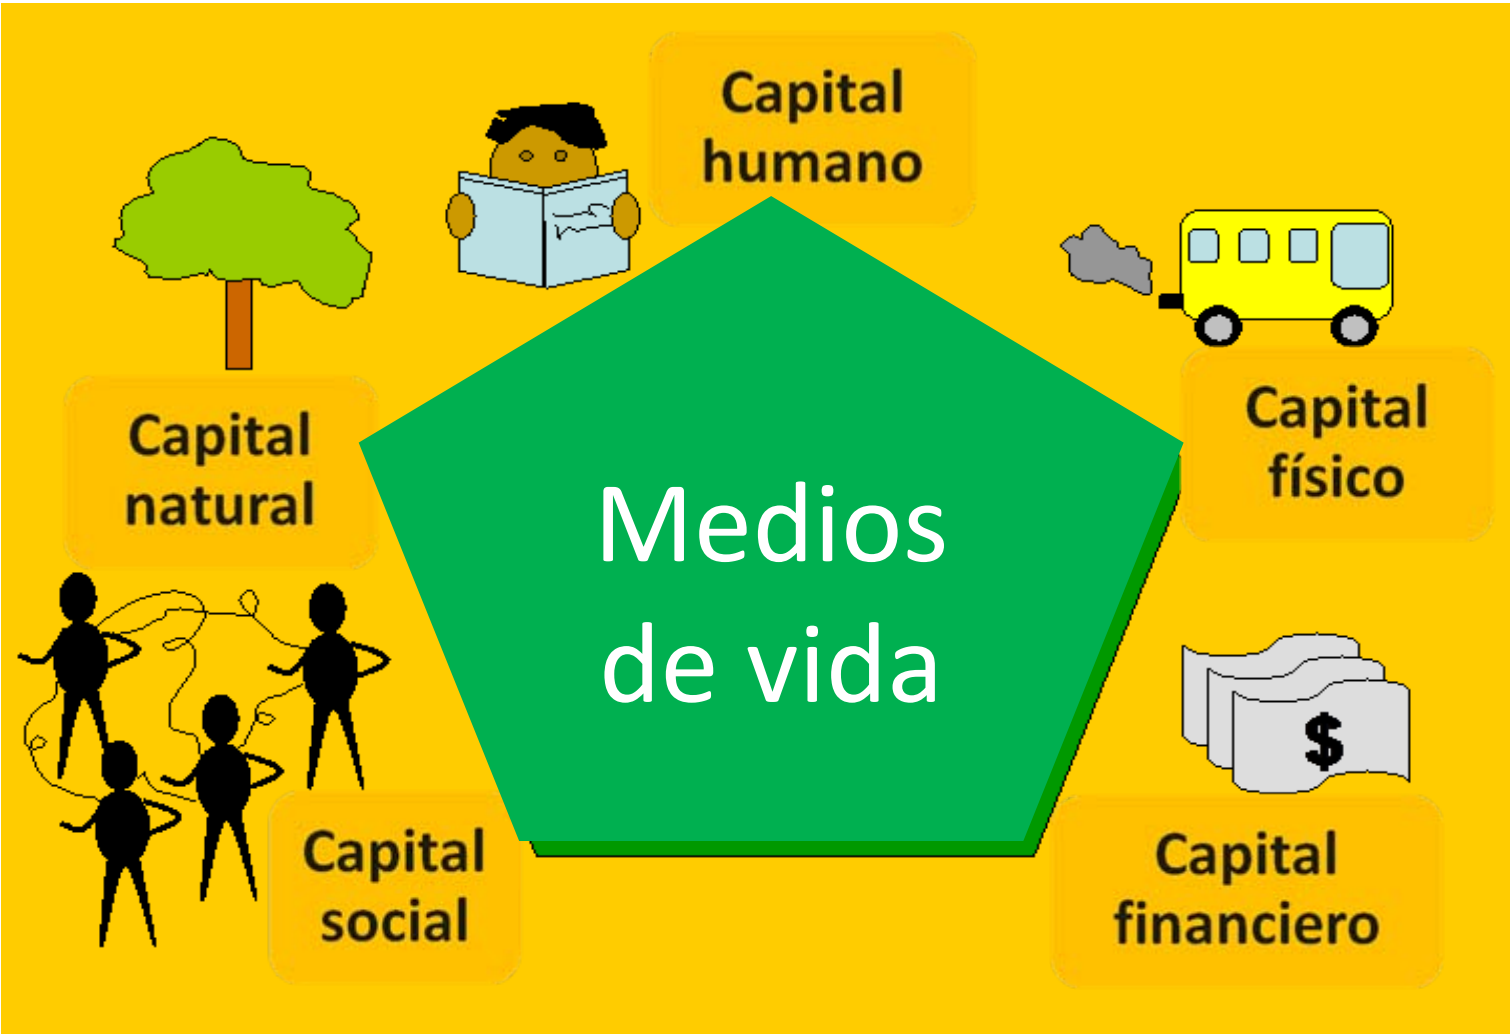 Capital
humano
Capital
natural
Capital
físico
Medios
de vida
$
Capital
social
Capital
financiero